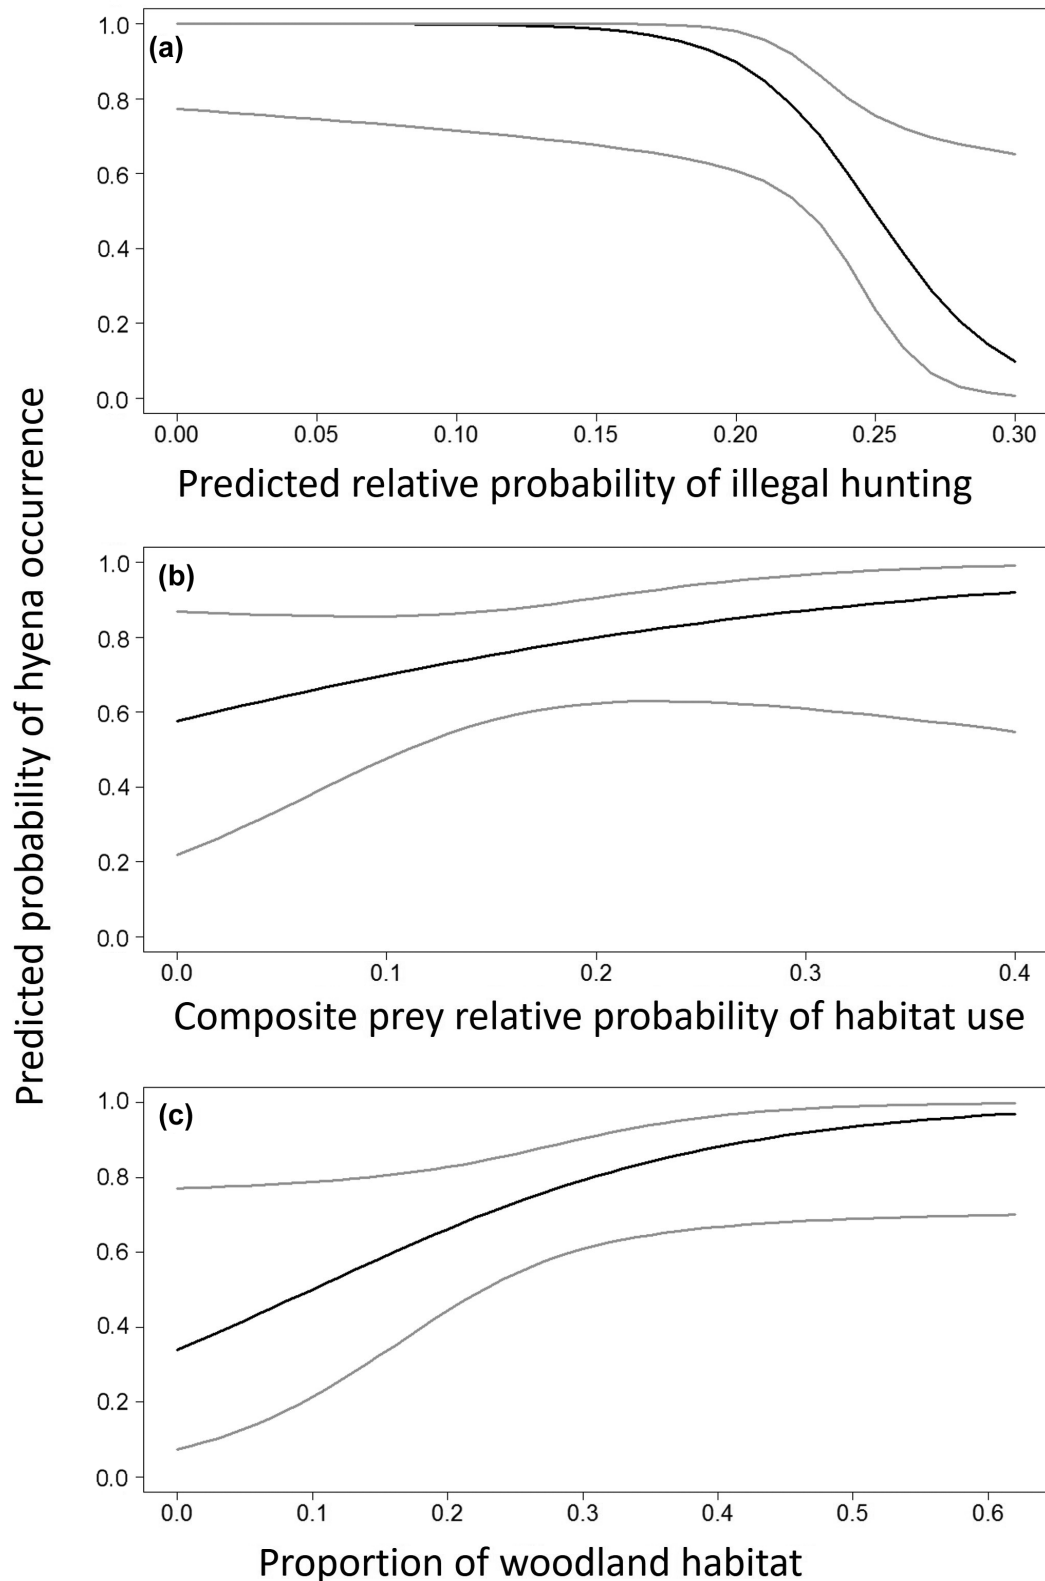 Predicted probability of hyena occurrence
(a)
1.0
0.8
0.6
0.4
0.2
0.0
0.00 0.05 0.10 0.15 0.20 0.25 0.30
Predicted relative probability of illegal hunting
(b)
1.0
0.8
0.6
0.4
0.2
0.0
0.0 0.1 0.2 0.3 0.4
Composite prey relative probability of habitat use
(c)
1.0
0.8
0.6
0.4
0.2
0.0
0.0 0.1 0.2 0.3 0.4 0.5 0.6
Proportion of woodland habitat